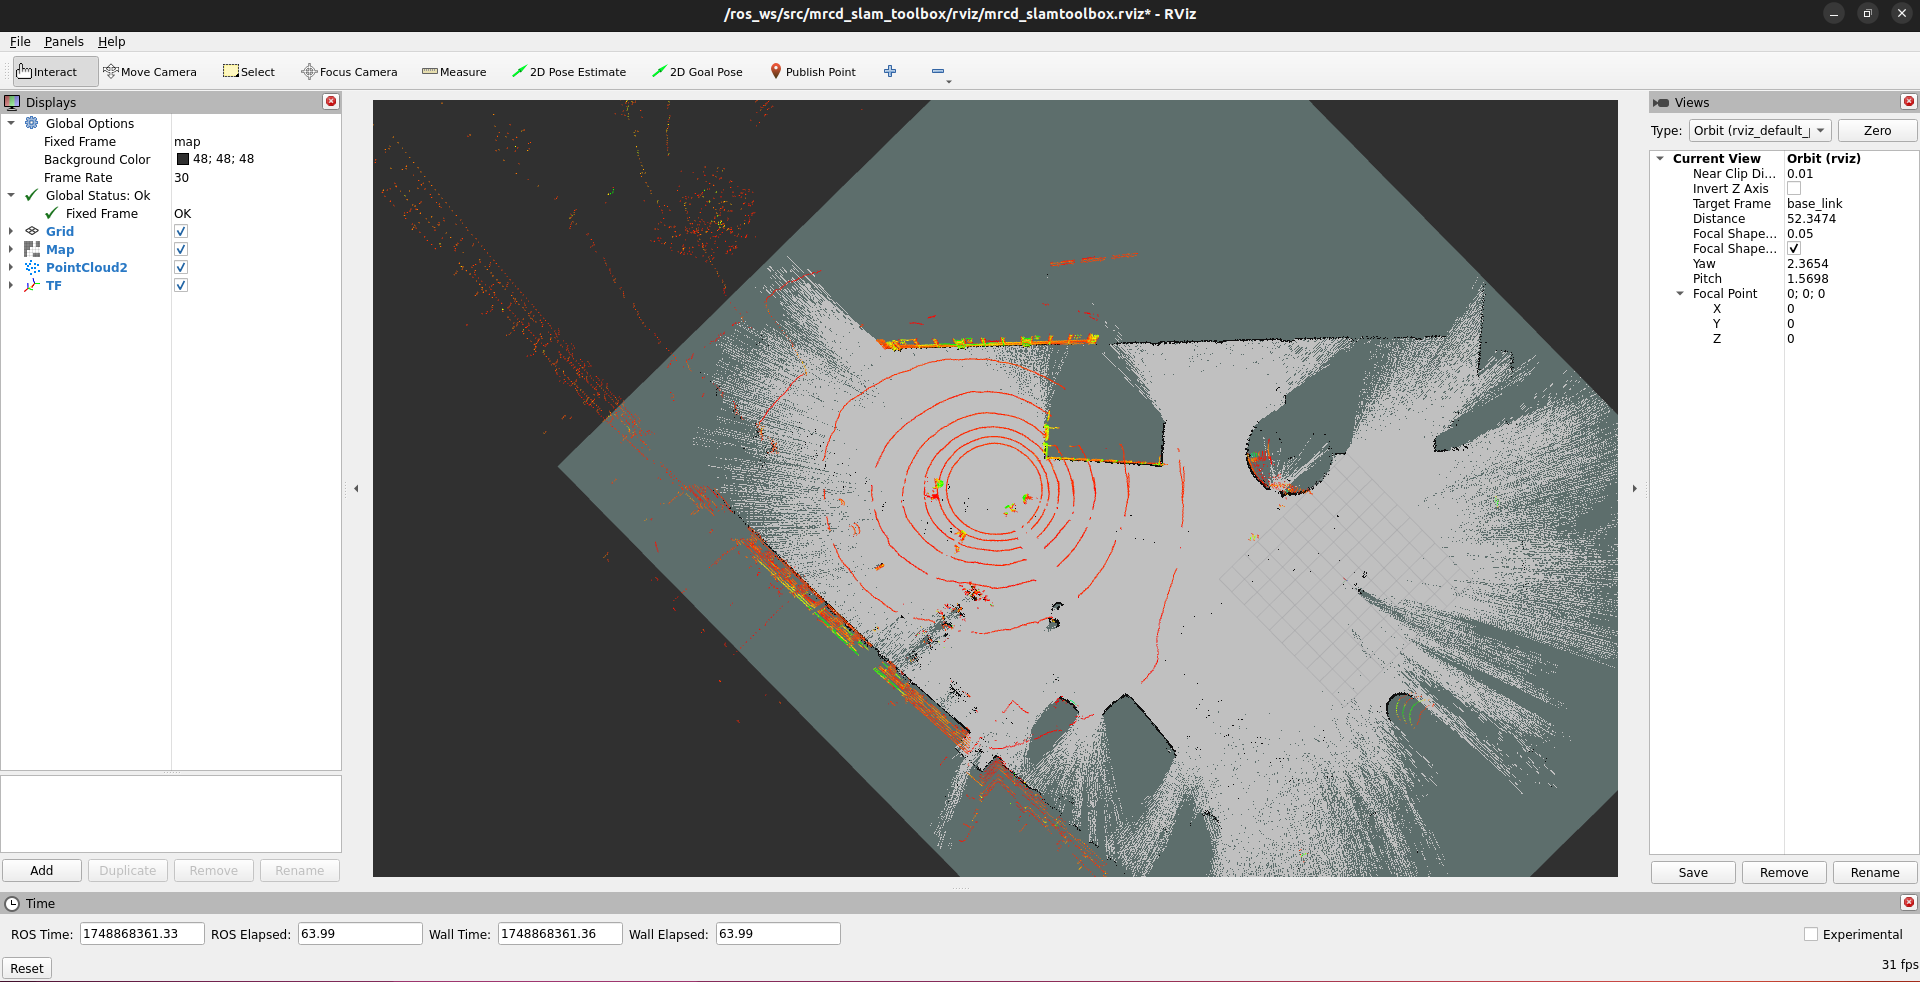 /ros_ws/src/mrcd_slam_toolbox/rviz/mrcd_slamtoolbox.rviz* - RViz
File Panels Help
Interact Move Camera Select Focus Camera Measure 2D Pose Estimate 2D Goal Pose Publish Point
Displays
Global Options
Fixed Frame map
Background Color 48; 48; 48
Frame Rate 30
Global Status: Ok
Fixed Frame OK
Grid
Map
PointCloud2
TF
Add Duplicate Remove Rename
Views
Type: Orbit (rviz_default_ Zero
Current View Orbit (rviz)
Near Clip Di... 0.01
Invert Z Axis
Target Frame base_link
Distance 52.3474
Focal Shape... 0.05
Focal Shape...
Yaw 2.3654
Pitch 1.5698
Focal Point 0; 0; 0
X 0
Y 0
Z 0
Save Remove Rename
Time
ROS Time: 1748868361.33 ROS Elapsed: 63.99 Wall Time: 1748868361.36 Wall Elapsed: 63.99 Experimental
Reset 31 fps